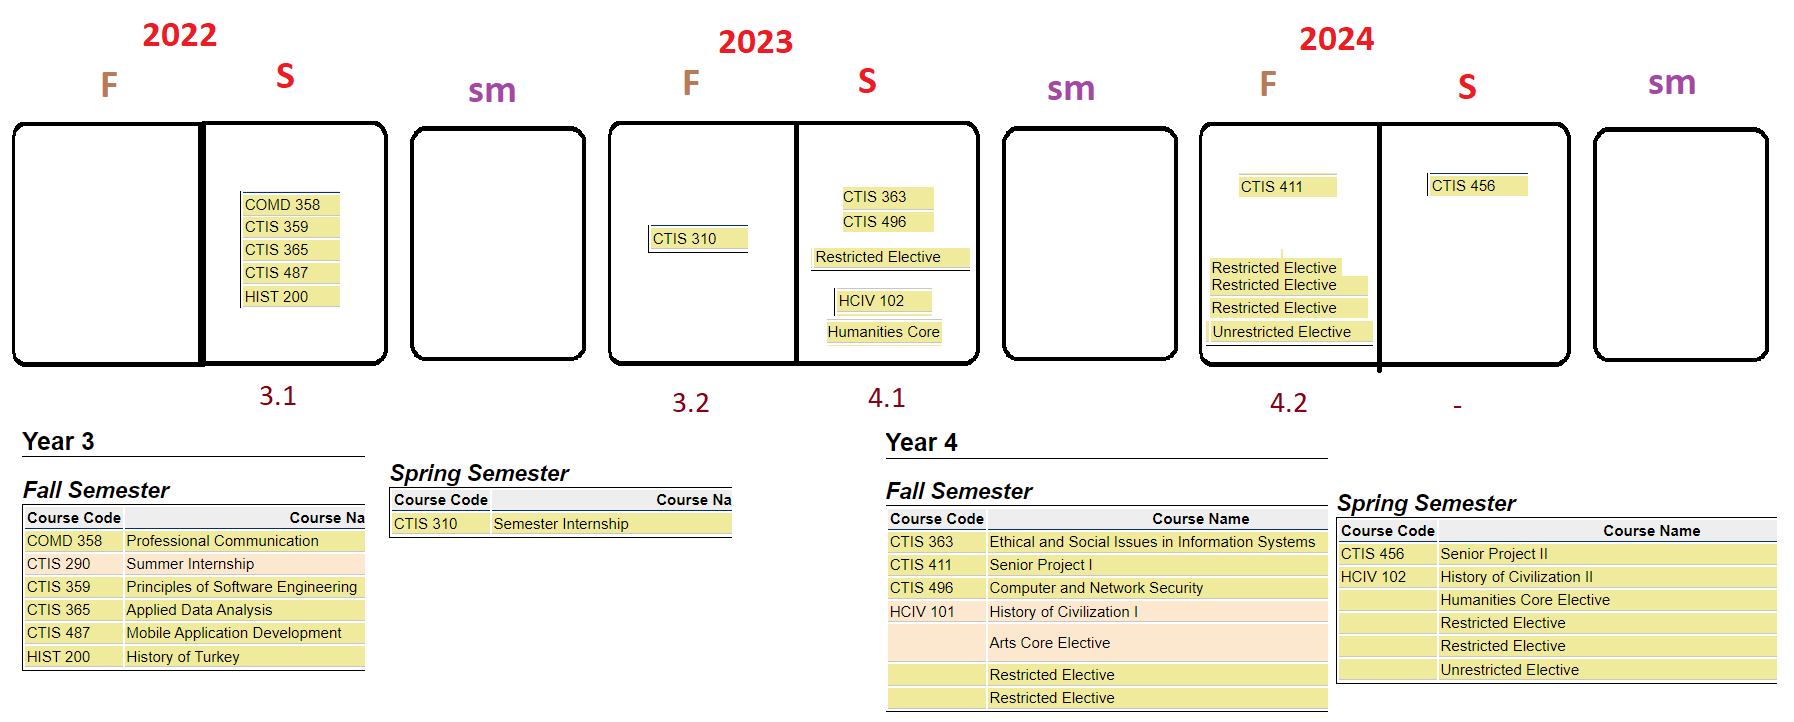 2022
2023
2024
F
S
sm
F
S
sm
F
S
sm
COMD 358
CTIS 359
CTIS 365
CTIS 487
HIST 200
CTIS 310
CTIS 363
CTIS 496
Restricted Elective
HCIV 102
Humanities Core
CTIS 411
Restricted Elective
Restricted Elective
Restricted Elective
Unrestricted Elective
CTIS 456
3.1
3.2
4.1
4.2
-
Year 3
Fall Semester
Course Code Course Na
COMD 358 Professional Communication
CTIS 290 Summer Internship
CTIS 359 Principles of Software Engineering
CTIS 365 Applied Data Analysis
CTIS 487 Mobile Application Development
HIST 200 History of Turkey
Spring Semester
Course Code Course Na
CTIS 310 Semester Internship
Year 4
Fall Semester
Course Code Course Name
CTIS 363 Ethical and Social Issues in Information Systems
CTIS 411 Senior Project I
CTIS 496 Computer and Network Security
HCIV 101 History of Civilization I
Arts Core Elective
Restricted Elective
Restricted Elective
Spring Semester
Course Code Course Name
CTIS 456 Senior Project II
HCIV 102 History of Civilization II
Humanities Core Elective
Restricted Elective
Restricted Elective
Unrestricted Elective